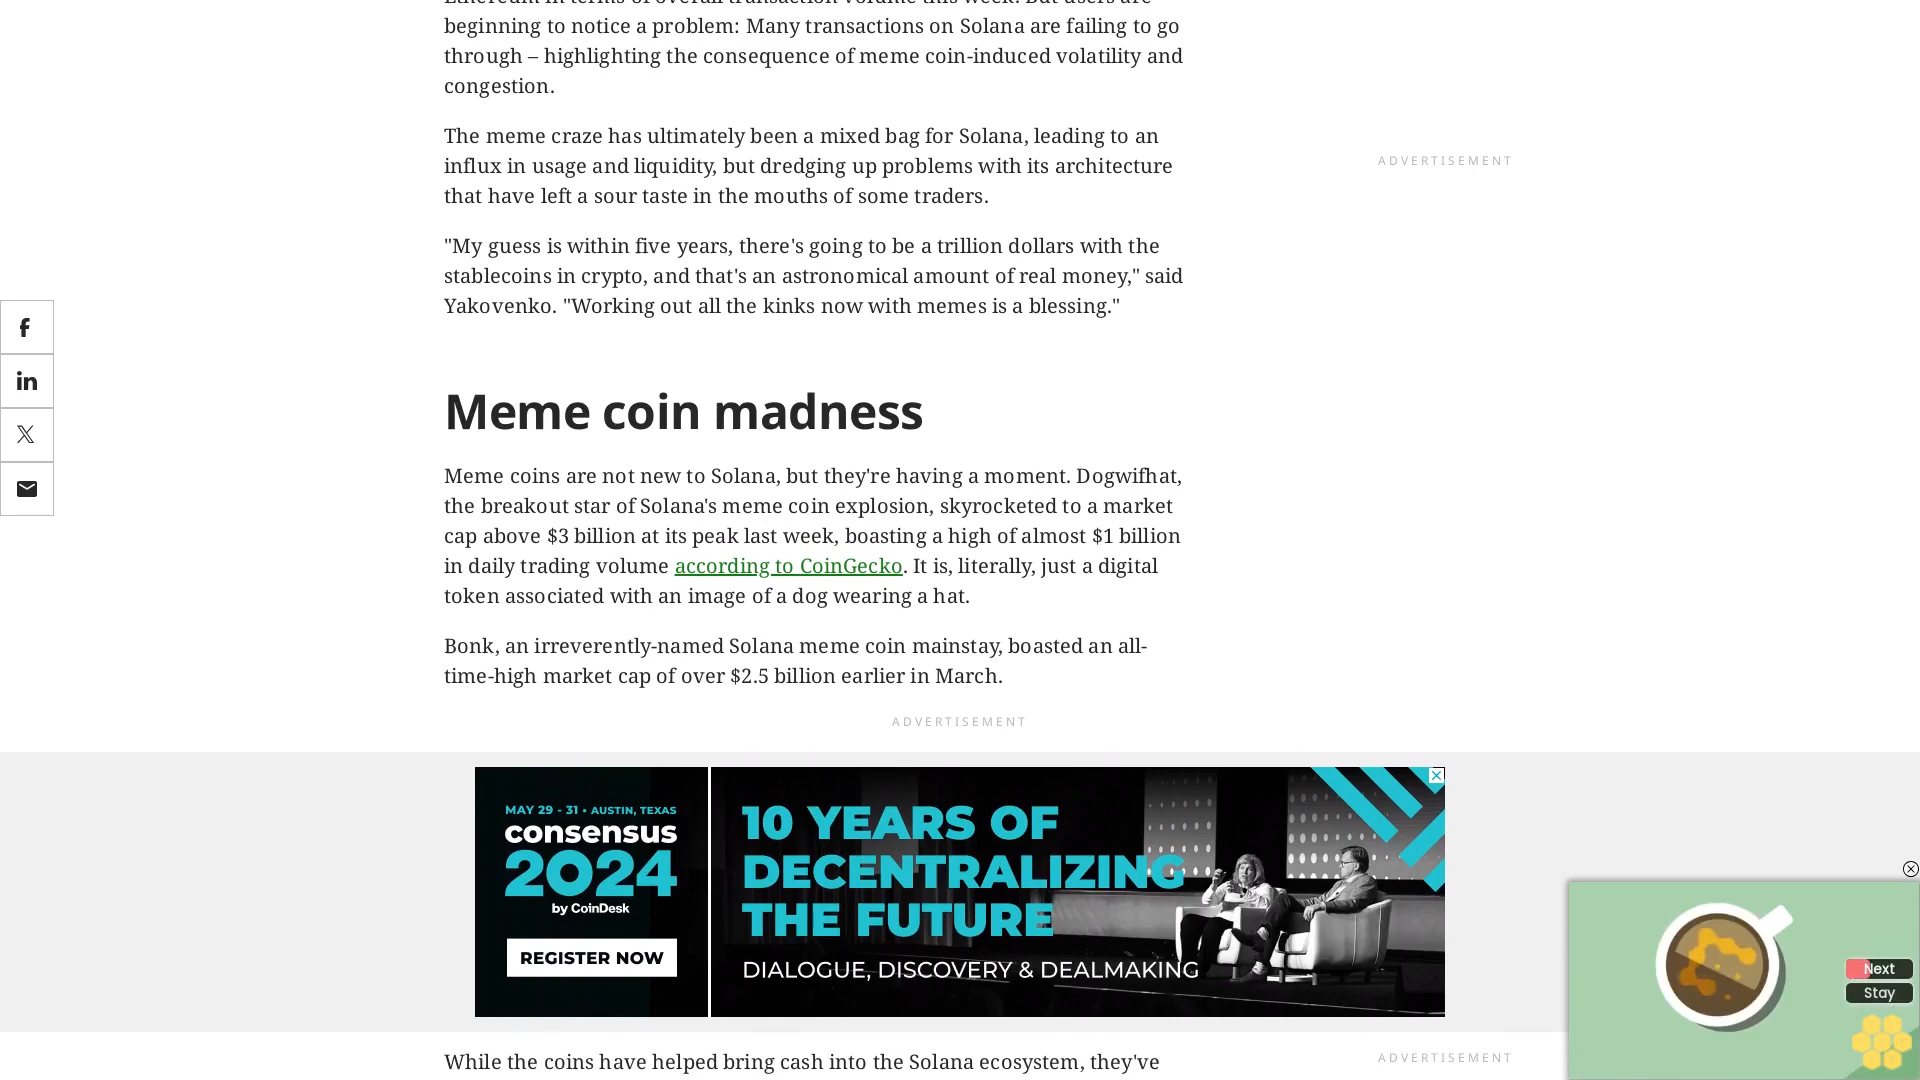 beginning to notice a problem: Many transactions on Solana are failing to go
through – highlighting the consequence of meme coin-induced volatility and
congestion.
The meme craze has ultimately been a mixed bag for Solana, leading to an
influx in usage and liquidity, but dredging up problems with its architecture
that have left a sour taste in the mouths of some traders.
ADVERTISEMENT
"My guess is within five years, there's going to be a trillion dollars with the
stablecoins in crypto, and that's an astronomical amount of real money," said
Yakovenko. "Working out all the kinks now with memes is a blessing."
Meme coin madness
Meme coins are not new to Solana, but they're having a moment. Dogwifhat,
the breakout star of Solana's meme coin explosion, skyrocketed to a market
cap above $3 billion at its peak last week, boasting a high of almost $1 billion
in daily trading volume according to CoinGecko. It is, literally, just a digital
token associated with an image of a dog wearing a hat.
Bonk, an irreverently-named Solana meme coin mainstay, boasted an all-
time-high market cap of over $2.5 billion earlier in March.
ADVERTISEMENT
MAY 29 - 31 • AUSTIN, TEXAS
consensus
2024
by CoinDesk
REGISTER NOW
10 YEARS OF
DECENTRALIZING
THE FUTURE
DIALOGUE, DISCOVERY & DEALMAKING
Next
Stay
While the coins have helped bring cash into the Solana ecosystem, they've
ADVERTISEMENT